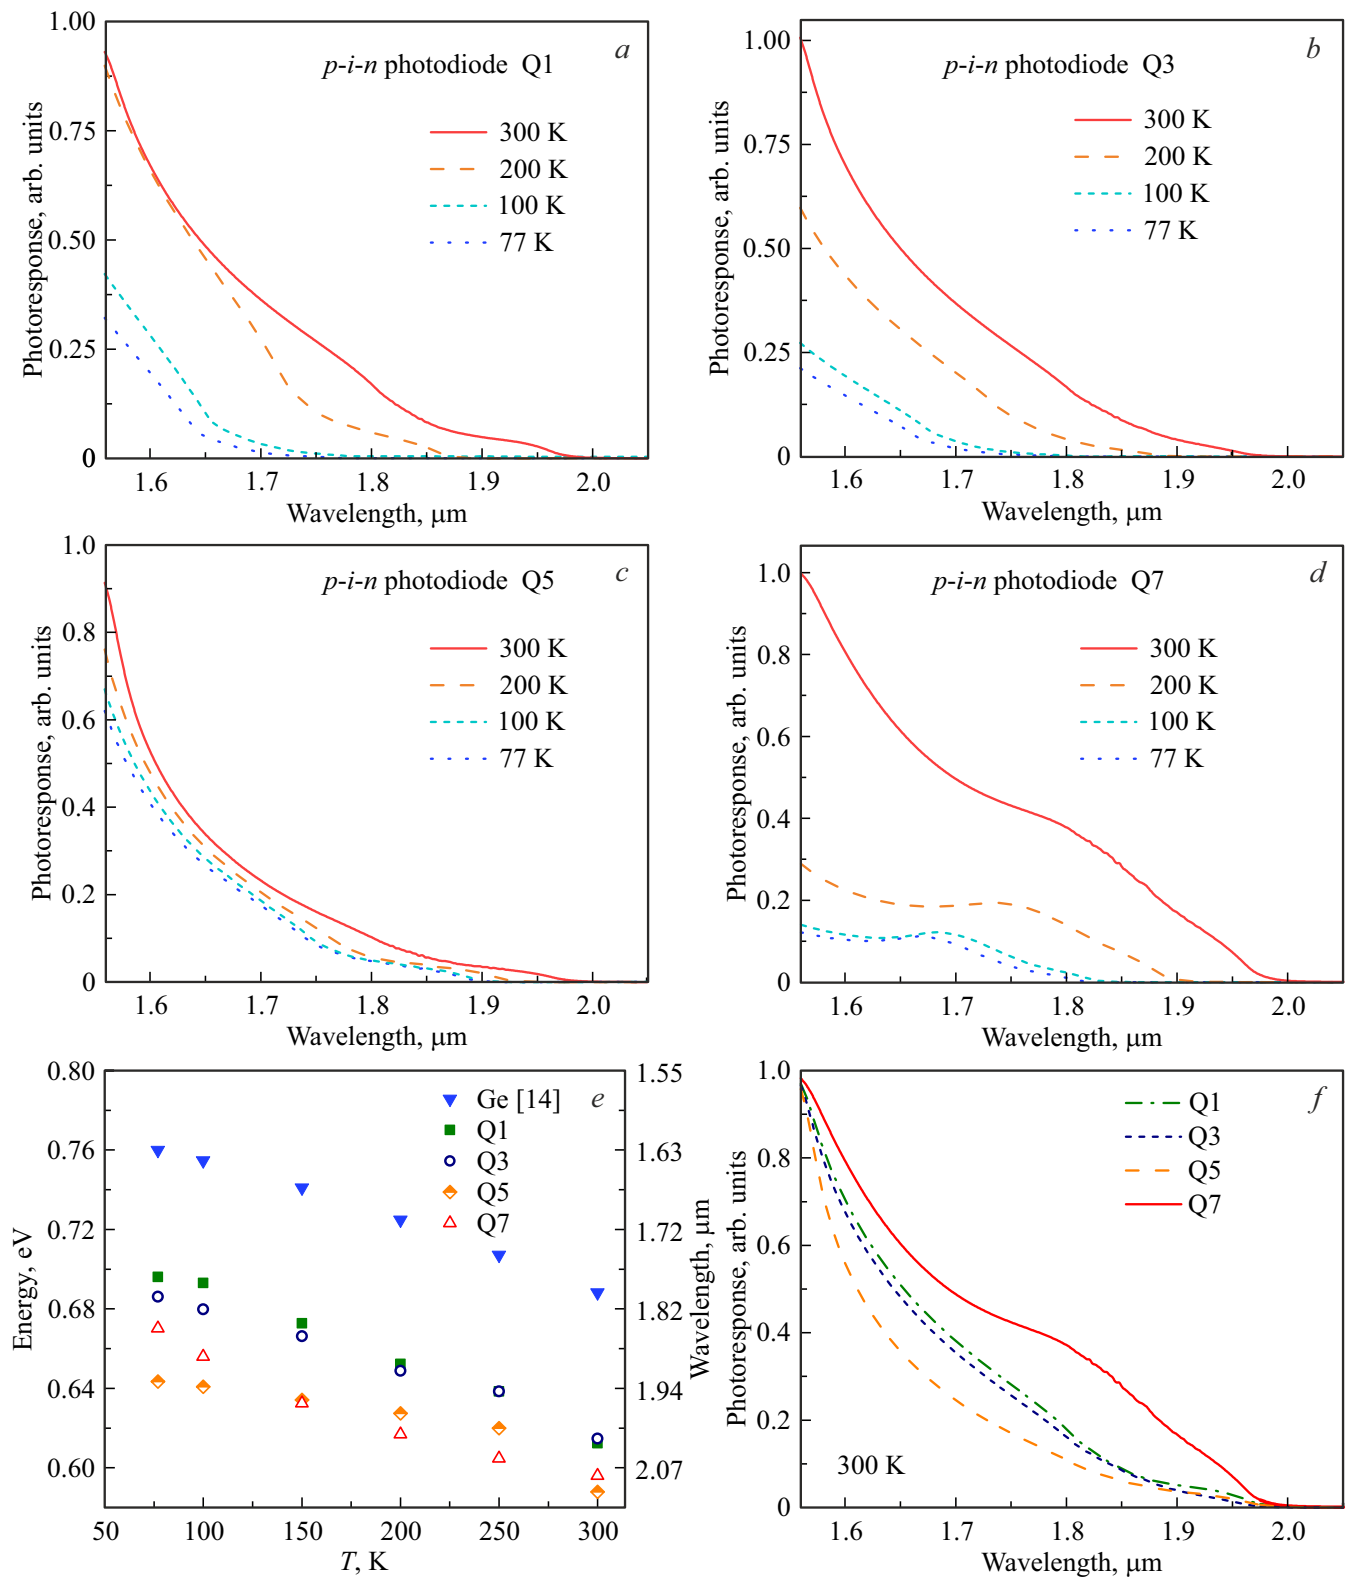 a
p-i-n photodiode Q1
300 K
200 K
100 K
77 K
Photoresponse, arb. units
1.00
0.75
0.50
0.25
0
1.6 1.7 1.8 1.9 2.0
Wavelength, μm
b
p-i-n photodiode Q3
300 K
200 K
100 K
77 K
Photoresponse, arb. units
1.00
0.75
0.50
0.25
0
1.6 1.7 1.8 1.9 2.0
Wavelength, μm
c
p-i-n photodiode Q5
300 K
200 K
100 K
77 K
Photoresponse, arb. units
1.0
0.8
0.6
0.4
0.2
0
1.6 1.7 1.8 1.9 2.0
Wavelength, μm
d
p-i-n photodiode Q7
300 K
200 K
100 K
77 K
Photoresponse, arb. units
1.0
0.8
0.6
0.4
0.2
0
1.6 1.7 1.8 1.9 2.0
Wavelength, μm
e
Ge [14]
Q1
Q3
Q5
Q7
Energy, eV
0.80
0.76
0.72
0.68
0.64
0.60
50 100 150 200 250 300
T, K
1.55
1.63
1.72
1.82
1.94
2.07
Wavelength, μm
f
Q1
Q3
Q5
Q7
300 K
Photoresponse, arb. units
1.0
0.8
0.6
0.4
0.2
0
1.6 1.7 1.8 1.9 2.0
Wavelength, μm